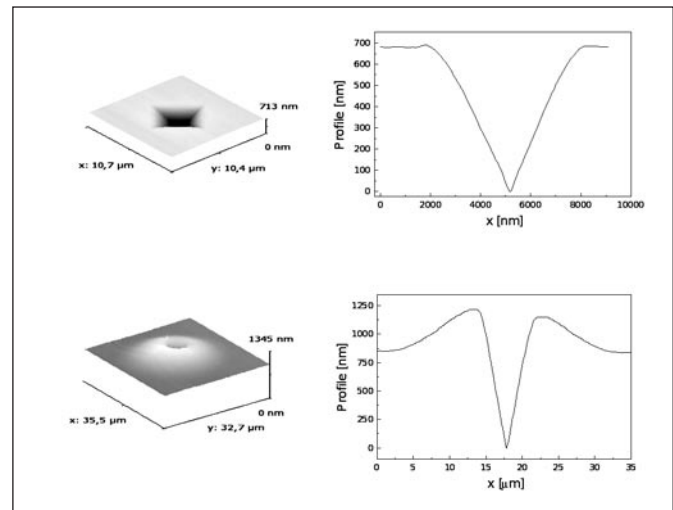 713 nm
0 nm
x: 10,7 µm
y: 10,4 µm
700
600
500
400
300
200
100
0
Profile [nm]
0 2000 4000 6000 8000 10000
x [nm]
1345 nm
0 nm
x: 35,5 µm
y: 32,7 µm
1250
1000
750
500
250
0
Profile [nm]
0 5 10 15 20 25 30 35
x [µm]